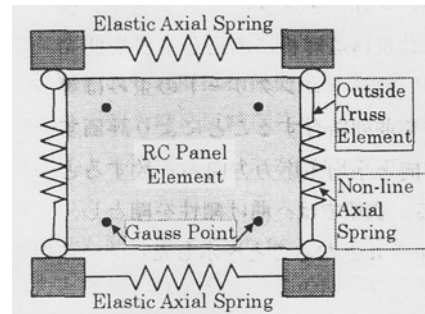 Elastic Axial Spring
Outside
Truss
Element
RC Panel
Element
Non-line
Axial
Spring
Gauss Point
Elastic Axial Spring